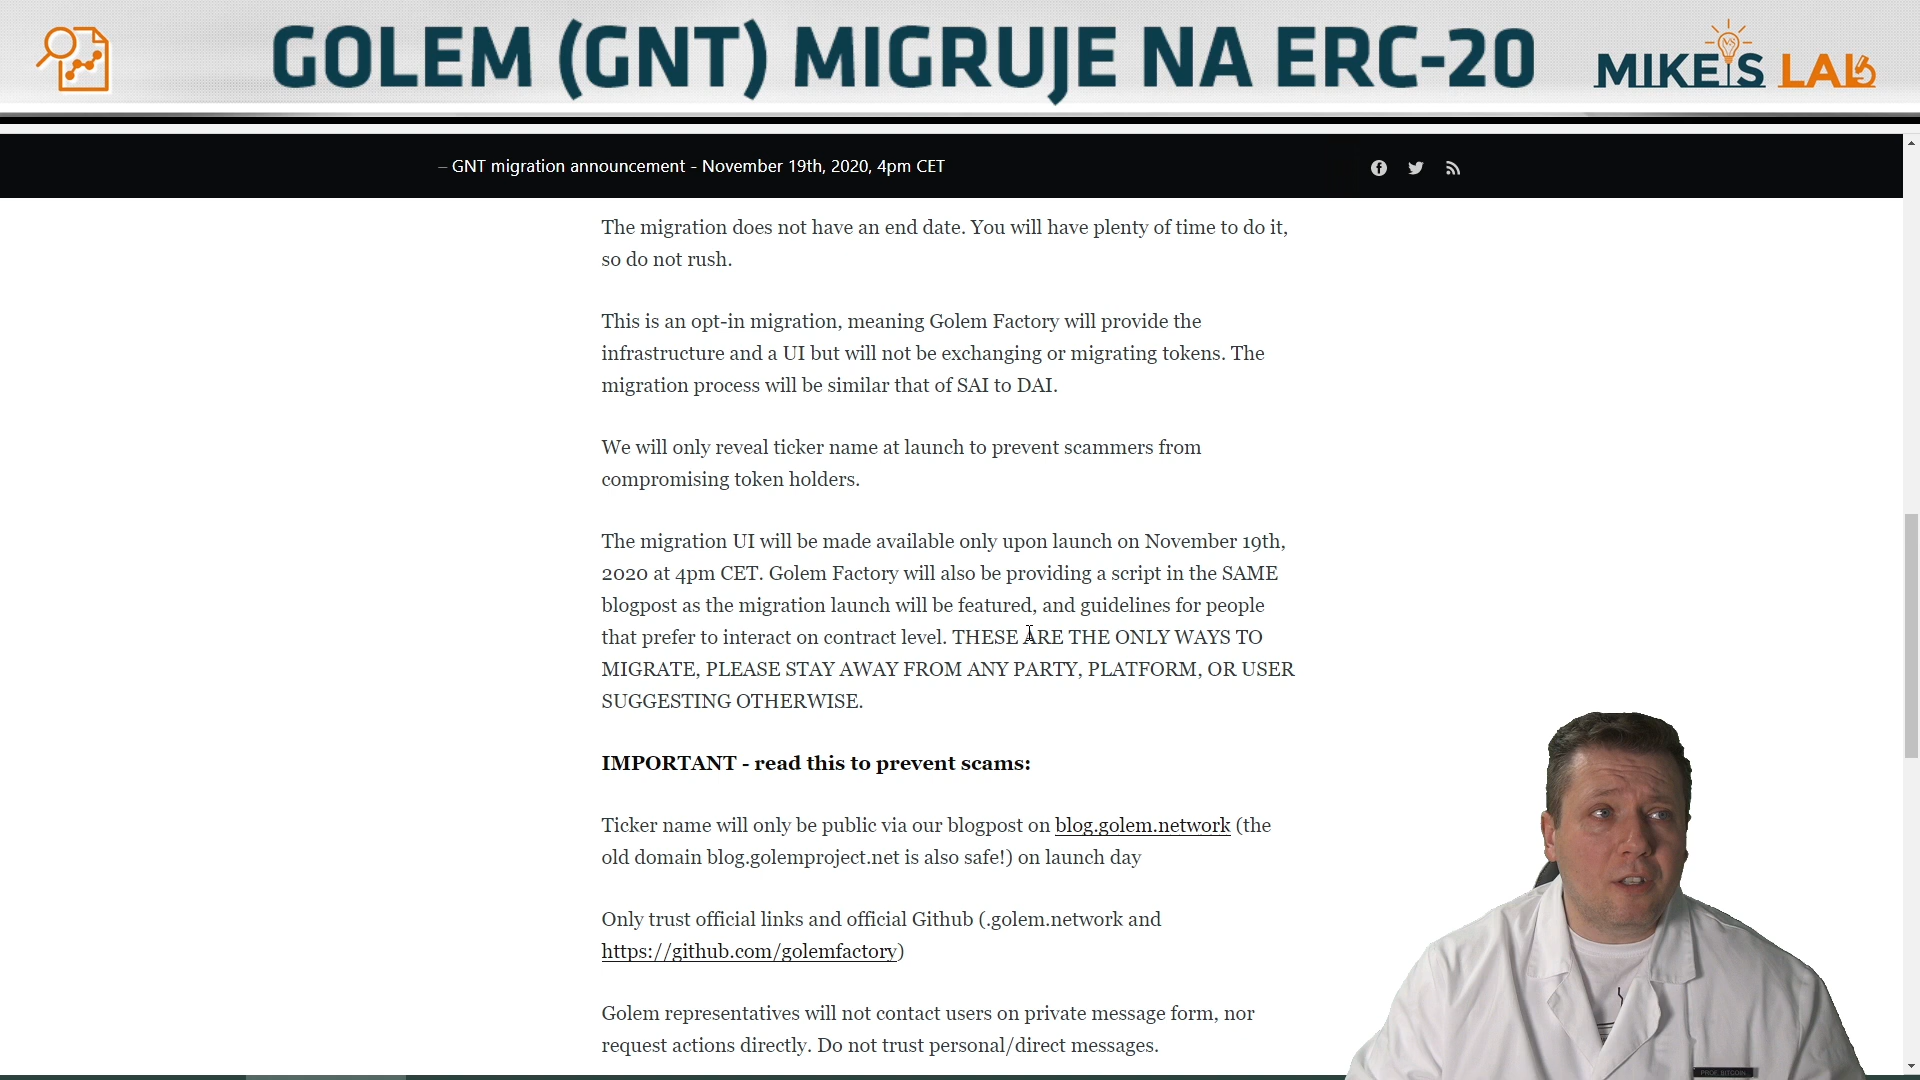 GOLEM (GNT) MIGRUJE NA ERC-20
MIKE'S LAB
– GNT migration announcement - November 19th, 2020, 4pm CET
The migration does not have an end date. You will have plenty of time to do it,
so do not rush.
This is an opt-in migration, meaning Golem Factory will provide the
infrastructure and a UI but will not be exchanging or migrating tokens. The
migration process will be similar that of SAI to DAI.
We will only reveal ticker name at launch to prevent scammers from
compromising token holders.
The migration UI will be made available only upon launch on November 19th,
2020 at 4pm CET. Golem Factory will also be providing a script in the SAME
blogpost as the migration launch will be featured, and guidelines for people
that prefer to interact on contract level. THESE ARE THE ONLY WAYS TO
MIGRATE, PLEASE STAY AWAY FROM ANY PARTY, PLATFORM, OR USER
SUGGESTING OTHERWISE.
IMPORTANT - read this to prevent scams:
Ticker name will only be public via our blogpost on blog.golem.network (the
old domain blog.golemproject.net is also safe!) on launch day
Only trust official links and official Github (.golem.network and
https://github.com/golemfactory)
Golem representatives will not contact users on private message form, nor
request actions directly. Do not trust personal/direct messages.
PROF. BITCOIN